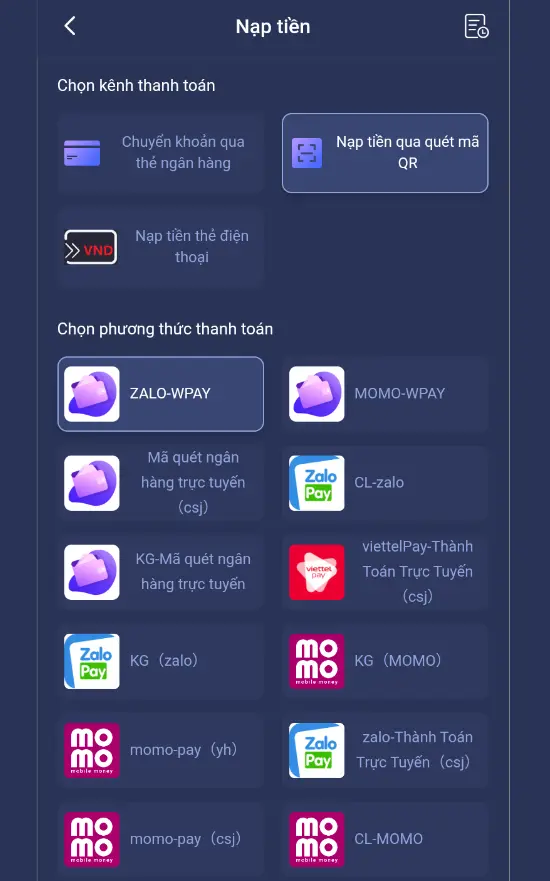 Nạp tiền
Chọn kênh thanh toán
Chuyển khoản qua
thẻ ngân hàng
Nạp tiền qua quét mã
QR
VND
Nạp tiền thẻ điện
thoại
Chọn phương thức thanh toán
ZALO-WPAY
MOMO-WPAY
Mã quét ngân
hàng trực tuyến
（csj）
Zalo
Pay
CL-zalo
KG-Mã quét ngân
hàng trực tuyến
viettel
pay
viettelPay-Thành
Toán Trực Tuyến
（csj）
Zalo
Pay
KG（zalo）
mo
mo
mobile money
KG（MOMO）
mo
mo
mobile money
momo-pay（yh）
Zalo
Pay
zalo-Thành Toán
Trực Tuyến（csj）
mo
mo
mobile money
momo-pay（csj）
mo
mo
mobile money
CL-MOMO